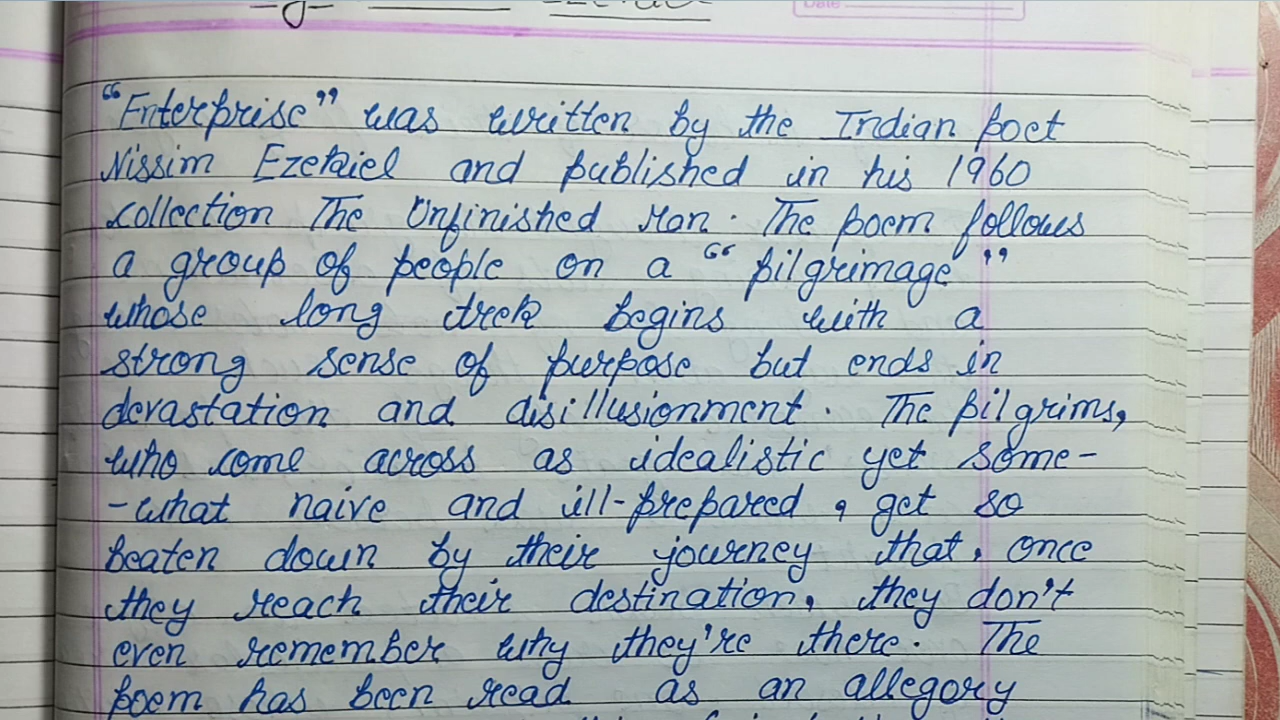 Date
"Enterprise" was written by the Indian poet
Nissim Ezekiel and published in his 1960
collection The Unfinished Man. The poem follows
a group of people on a "pilgrimage"
whose long trek begins with a
strong sense of purpose but ends in
devastation and disillusionment. The pilgrims,
who come across as idealistic yet some-
-what naive and ill-prepared, get so
beaten down by their journey that, once
they reach their destination, they don't
even remember why they're there. The
poem has been read as an allegory